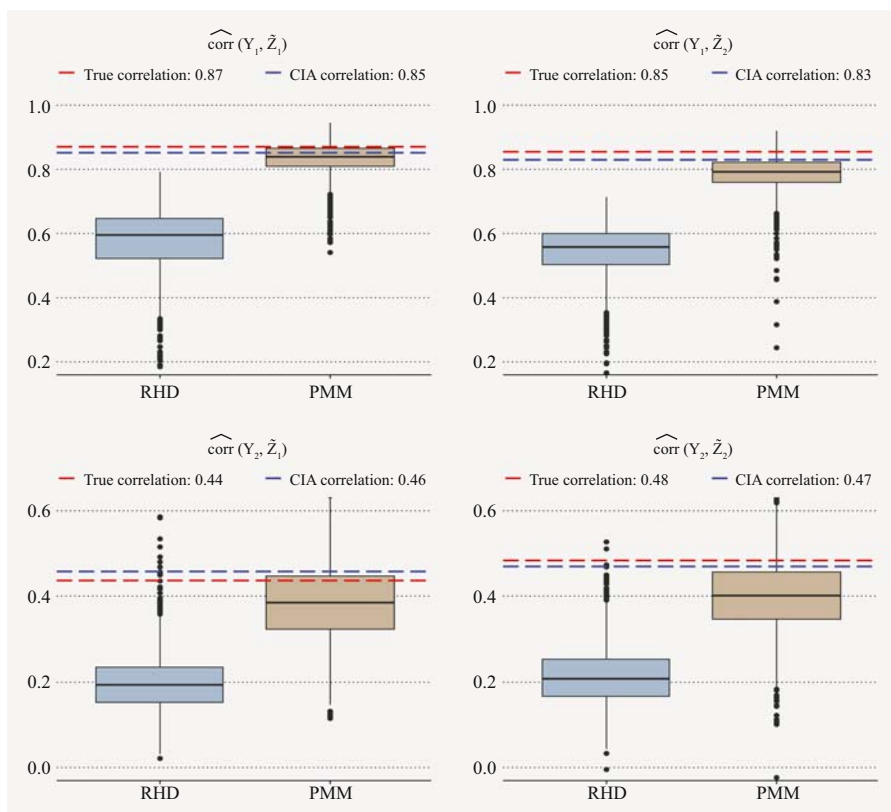 corr (Y₁, Z̃₁)
True correlation: 0.87 CIA correlation: 0.85
1.0
0.8
0.6
0.4
0.2
RHD PMM
corr (Y₁, Z̃₂)
True correlation: 0.85 CIA correlation: 0.83
1.0
0.8
0.6
0.4
0.2
RHD PMM
corr (Y₂, Z̃₁)
True correlation: 0.44 CIA correlation: 0.46
0.6
0.4
0.2
0.0
RHD PMM
corr (Y₂, Z̃₂)
True correlation: 0.48 CIA correlation: 0.47
0.6
0.4
0.2
0.0
RHD PMM